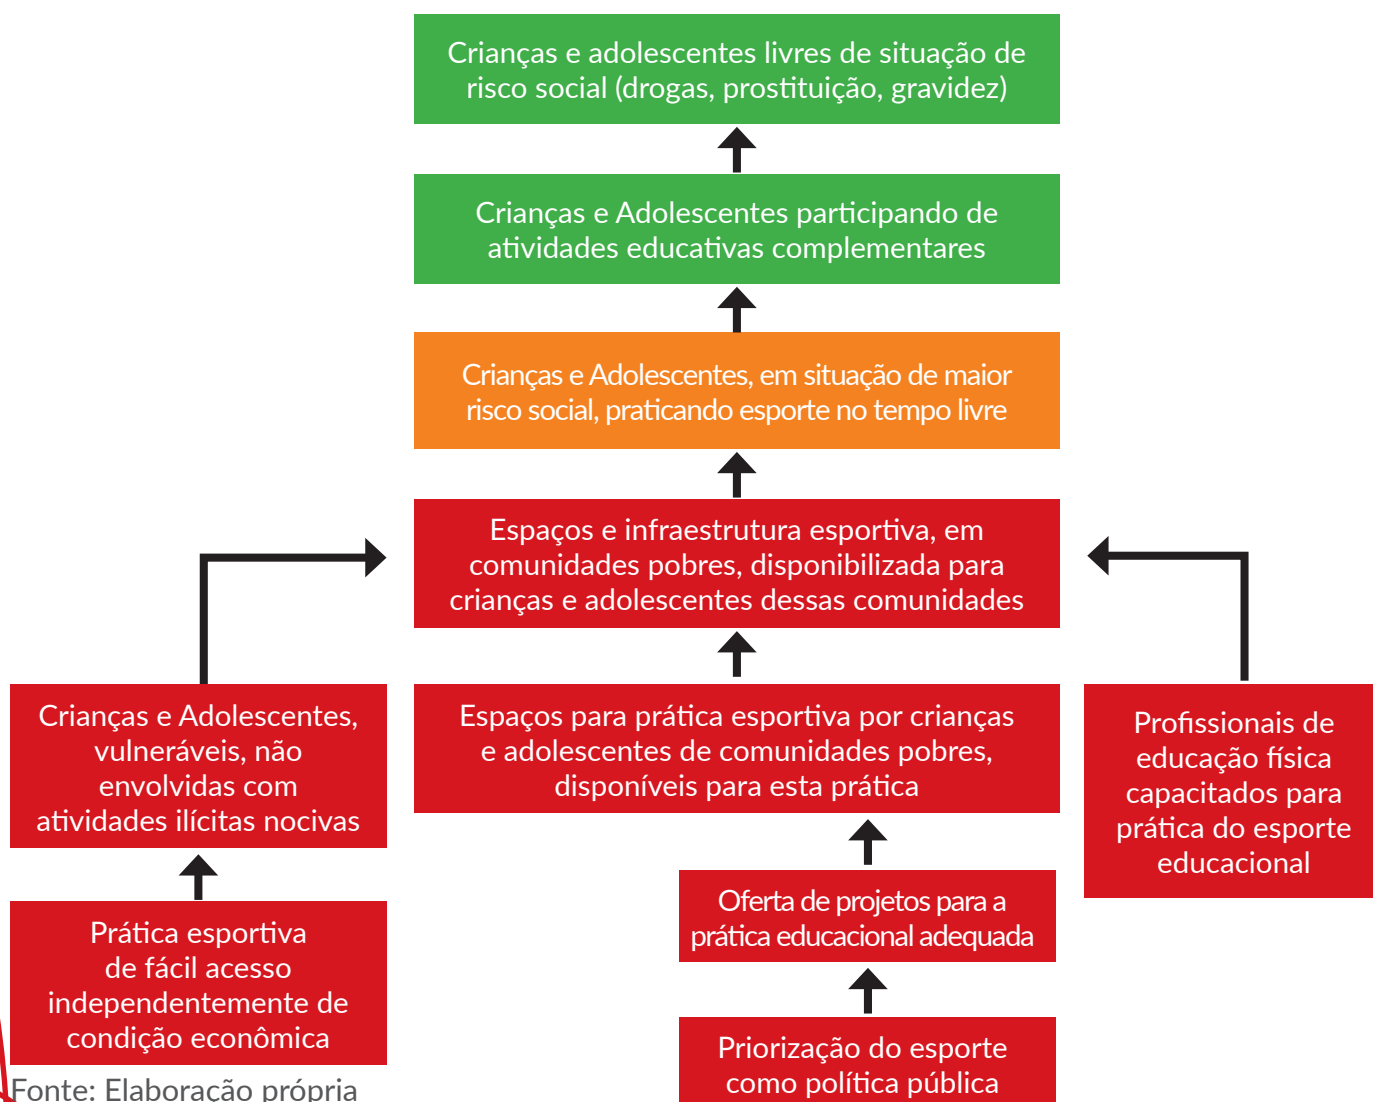 Crianças e adolescentes livres de situação de
risco social (drogas, prostituição, gravidez)
Crianças e Adolescentes participando de
atividades educativas complementares
Crianças e Adolescentes, em situação de maior
risco social, praticando esporte no tempo livre
Espaços e infraestrutura esportiva, em
comunidades pobres, disponibilizada para
crianças e adolescentes dessas comunidades
Crianças e Adolescentes,
vulneráveis, não
envolvidas com
atividades ilícitas nocivas
Espaços para prática esportiva por crianças
e adolescentes de comunidades pobres,
disponíveis para esta prática
Profissionais de
educação física
capacitados para
prática do esporte
educacional
Prática esportiva
de fácil acesso
independentemente de
condição econômica
Oferta de projetos para a
prática educacional adequada
Priorização do esporte
como política pública
Fonte: Elaboração própria